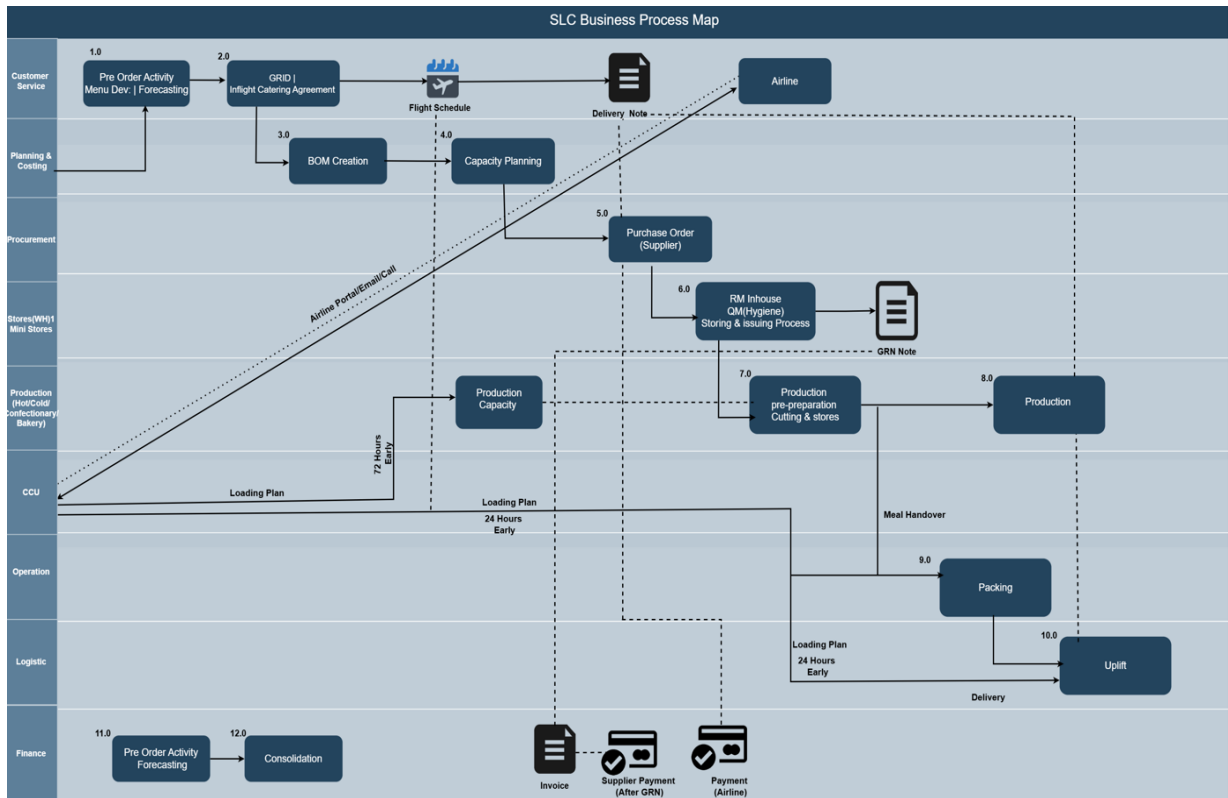 SLC Business Process Map
Customer
Service
1.0
Pre Order Activity
Menu Dev: | Forecasting
2.0
GRID |
Inflight Catering Agreement
Flight Schedule
Delivery Note
Airline
Planning &
Costing
3.0
BOM Creation
4.0
Capacity Planning
Procurement
5.0
Purchase Order
(Supplier)
Airline Portal/Email/Call
Stores(WH)1
Mini Stores
6.0
RM Inhouse
QM(Hygiene)
Storing & issuing Process
GRN Note
Production
(Hot/Cold/
Confectionary/
Bakery)
Production
Capacity
7.0
Production
pre-preparation
Cutting & stores
8.0
Production
72 Hours
Early
CCU
Loading Plan
Loading Plan
24 Hours
Early
Meal Handover
Operation
9.0
Packing
Logistic
Loading Plan
24 Hours
Early
10.0
Uplift
Delivery
Finance
11.0
Pre Order Activity
Forecasting
12.0
Consolidation
Invoice
Supplier Payment
(After GRN)
Payment
(Airline)